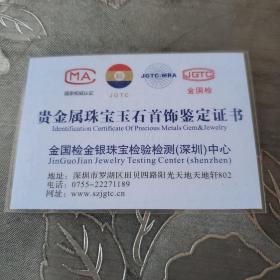 CMA
JGTC-MRA
JGTC
国家权威认证
JGTC
金国检
贵金属珠宝玉石首饰鉴定证书
Identification Certificate Of Precious Metals Gem&Jewelry
金国检金银珠宝检验检测(深圳)中心
JinGuoJian Jewelry Testing Center (shenzhen)
地址：深圳市罗湖区田贝四路阳光天地天地轩802
电话：0755-22271189
网址：www.szjgtc.cn